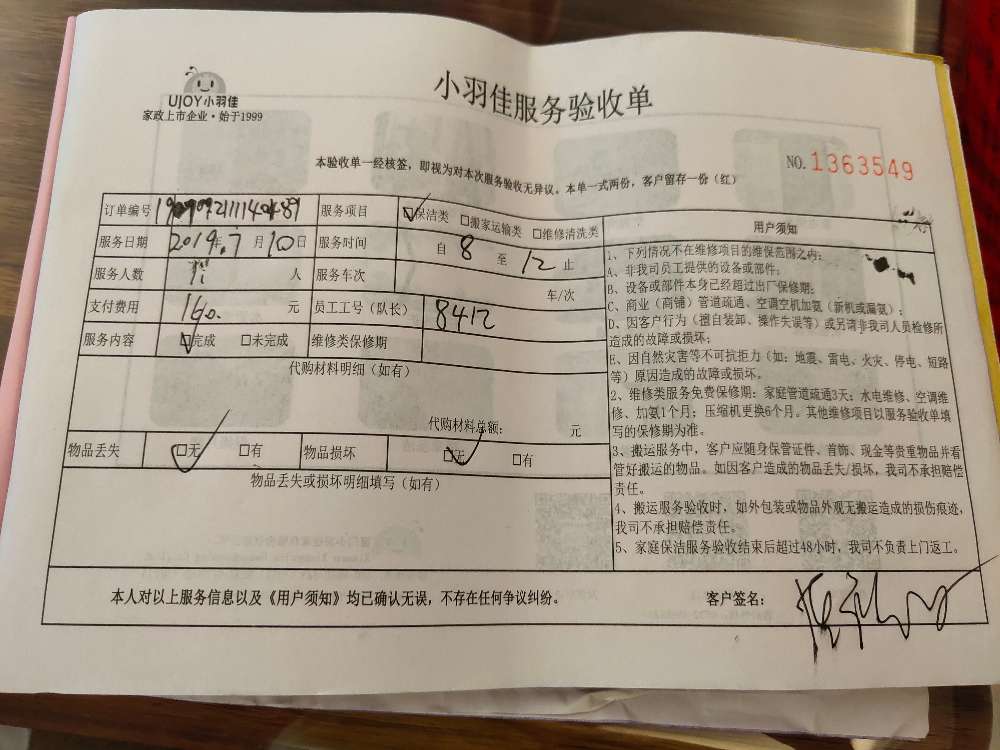 UJOY小羽佳
家政上市企业·始于1999
小羽佳服务验收单
NO. 1363549
本验收单一经核签，即视为对本次服务验收无异议。本单一式两份，客户留存一份（红）
订单编号 服务项目 ☑保洁类 □搬家运输类 □维修清洗类
服务日期 2019年 7 月 10 日 服务时间 自 8 至 12 止
服务人数 人 服务车次 车/次
支付费用 160. 元 员工工号（队长） 8412
服务内容 ☑完成 □未完成 维修类保修期
代购材料明细（如有）
代购材料总额： 元
物品丢失 ☑无 □有 物品损坏 ☑无 □有
物品丢失或损坏明细填写（如有）
用户须知
1、下列情况不在维修项目的维保范围之内：
A、非我司员工提供的设备或部件；
B、设备或部件本身已经超过出厂保修期；
C、商业（商铺）管道疏通、空调空机加氨（新机或漏氨）；
D、因客户行为（擅自装卸、操作失误等）或另请非我司人员检修所
造成的故障或损坏；
E、因自然灾害等不可抗拒力（如：地震、雷电、火灾、停电、短路
等）原因造成的故障或损坏。
2、维修类服务免费保修期：家庭管道疏通3天；水电维修、空调维
修、加氨1个月；压缩机更换6个月。其他维修项目以服务验收单填
写的保修期为准。
3、搬运服务中，客户应随身保管证件、首饰、现金等贵重物品并看
管好搬运的物品。如因客户造成的物品丢失/损坏，我司不承担赔偿
责任。
4、搬运服务验收时，如外包装或物品外观无搬运造成的损伤痕迹，
我司不承担赔偿责任。
5、家庭保洁服务验收结束后超过48小时，我司不负责上门返工。
本人对以上服务信息以及《用户须知》均已确认无误，不存在任何争议纠纷。 客户签名：